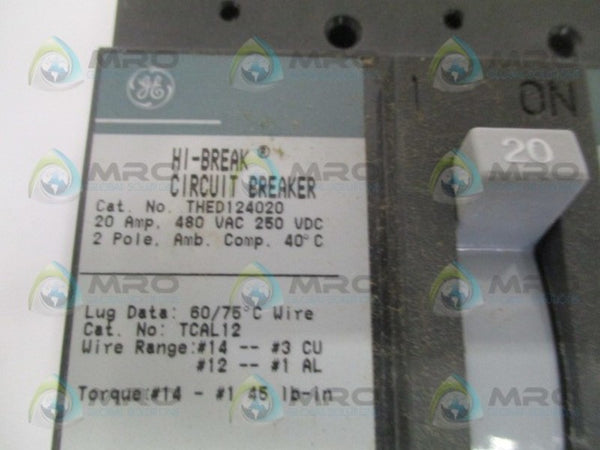 GE
HI-BREAK®
CIRCUIT BREAKER
Cat. No. THED124020
20 Amp, 480 VAC 250 VDC
2 Pole, Amb. Comp. 40°C
Lug Data: 60/75°C Wire
Cat. No: TCAL12
Wire Range:#14 -- #3 CU
#12 -- #1 AL
Torque:#14 - #1 45 lb-in
I ON
20
MRO